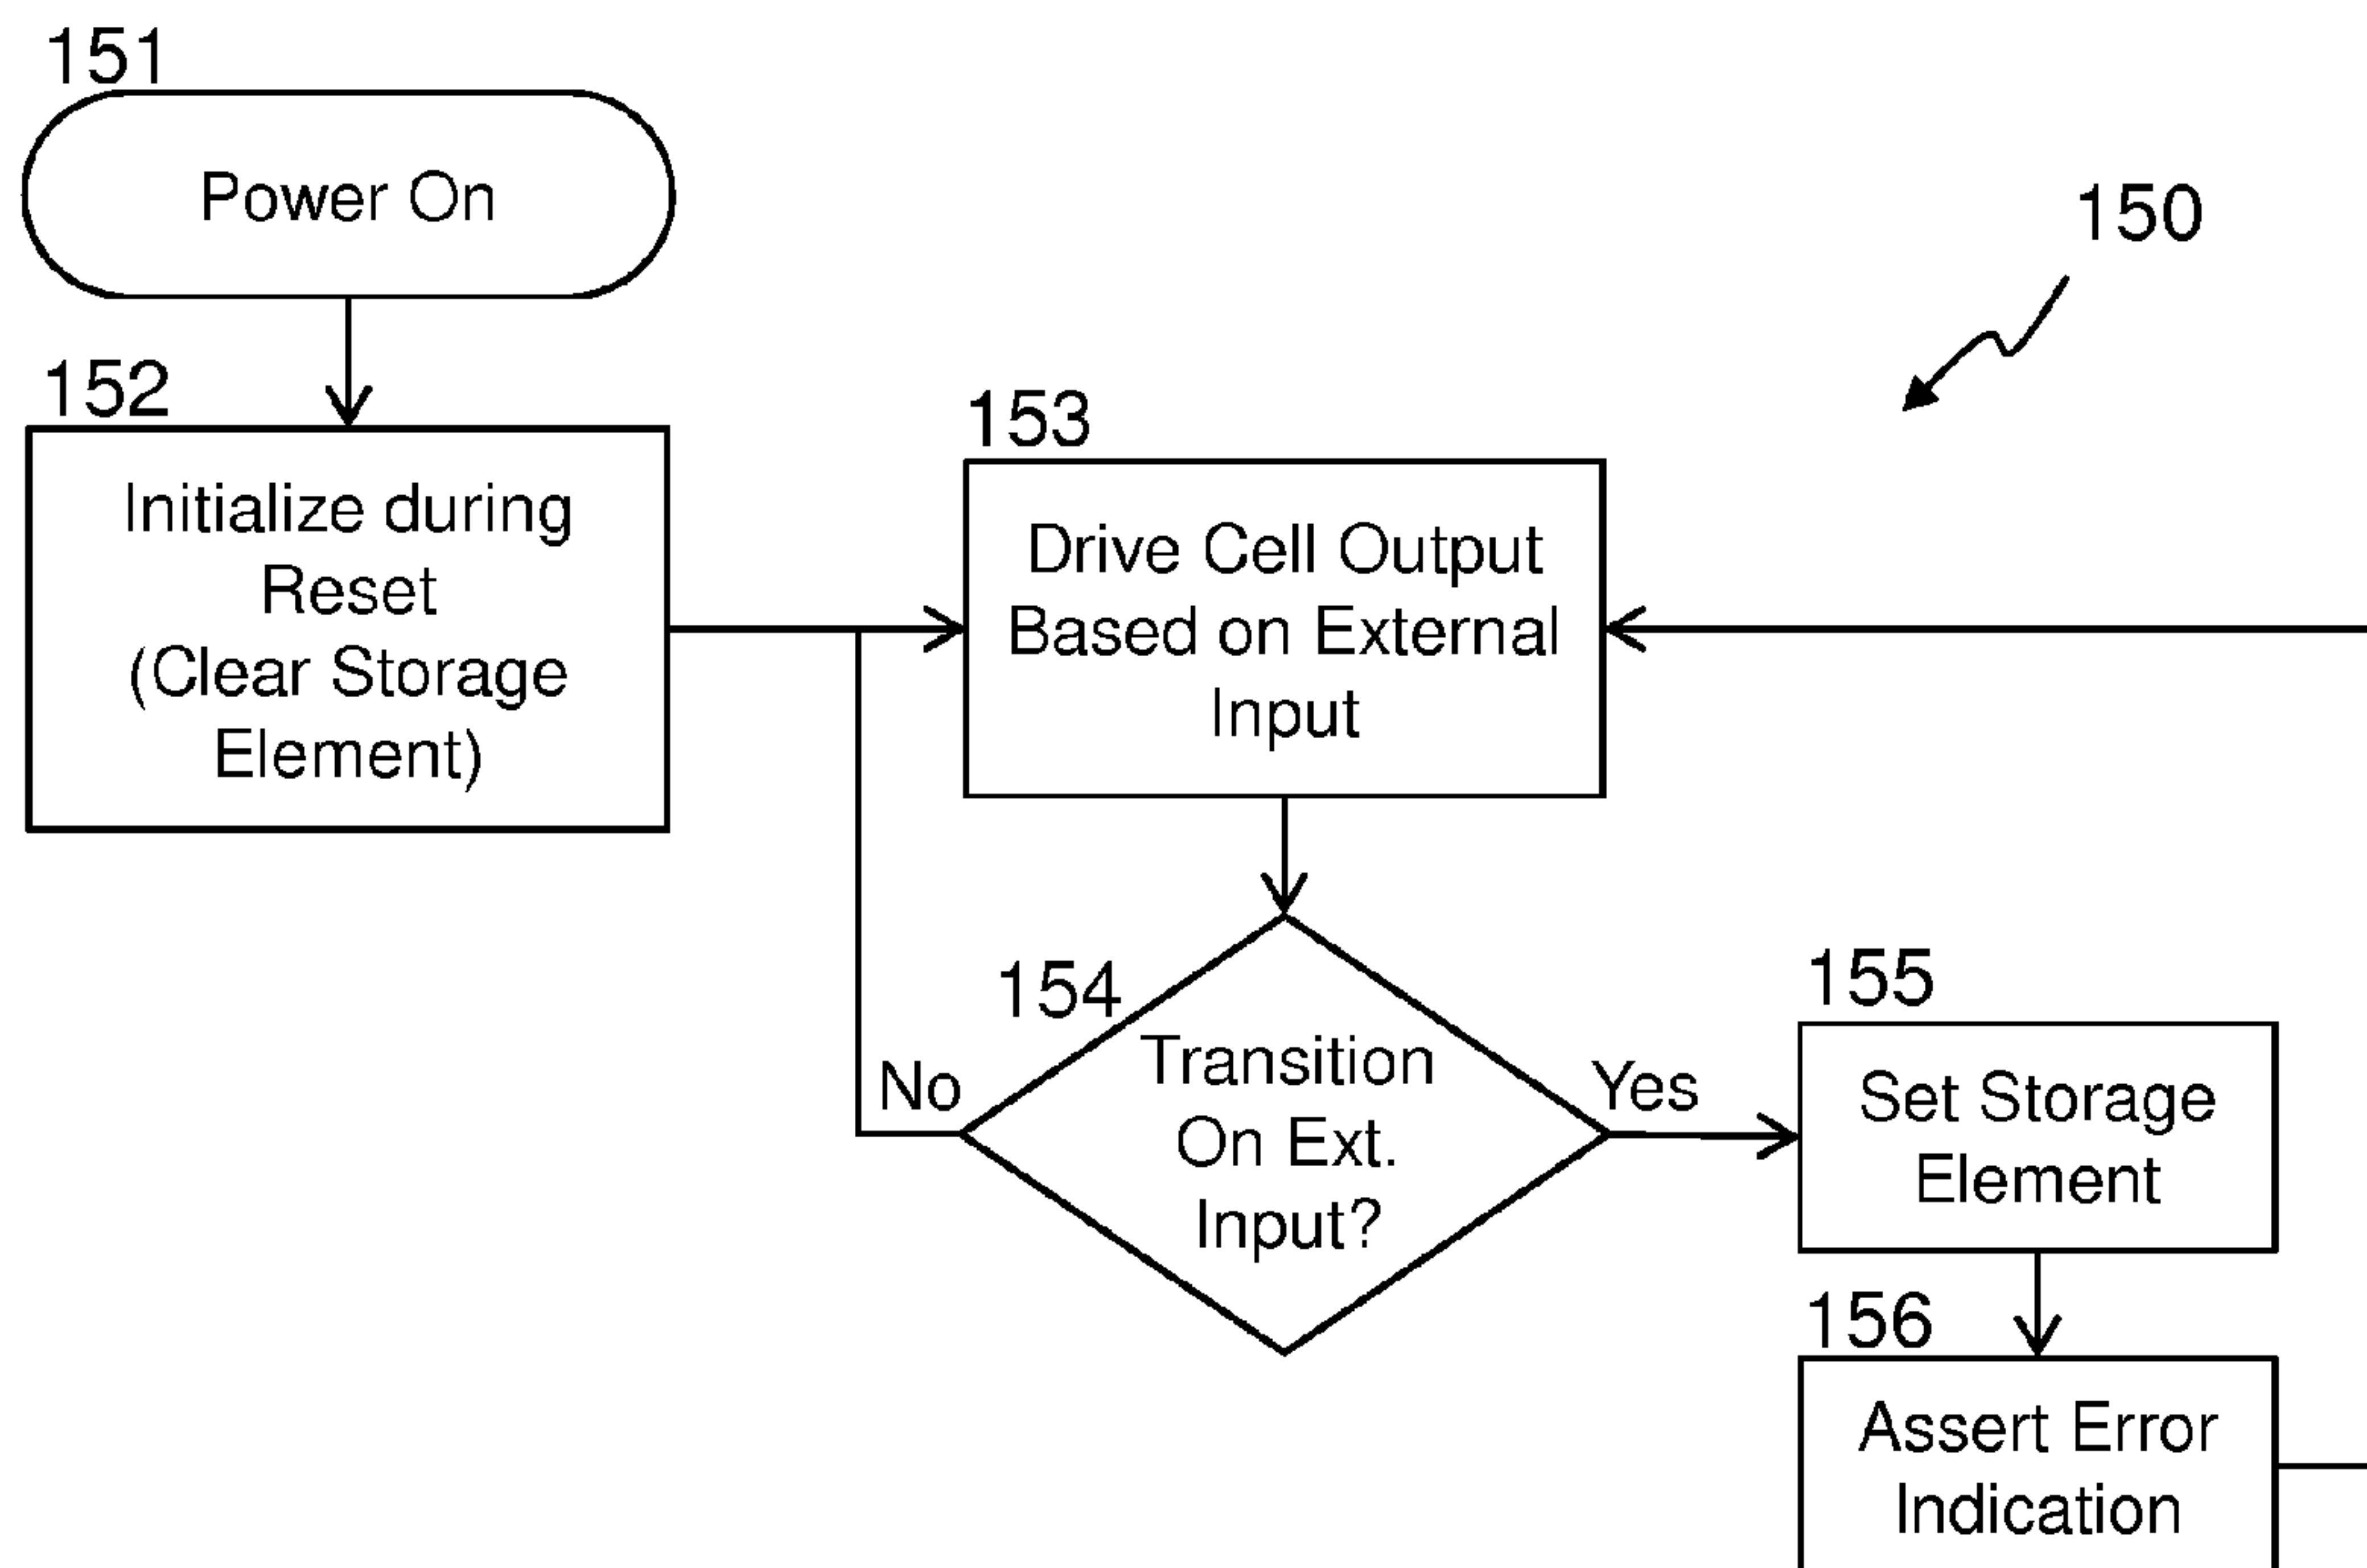 151
Power On
150
152
Initialize during
Reset
(Clear Storage
Element)
153
Drive Cell Output
Based on External
Input
154
Transition
On Ext.
Input?
No
Yes
155
Set Storage
Element
156
Assert Error
Indication